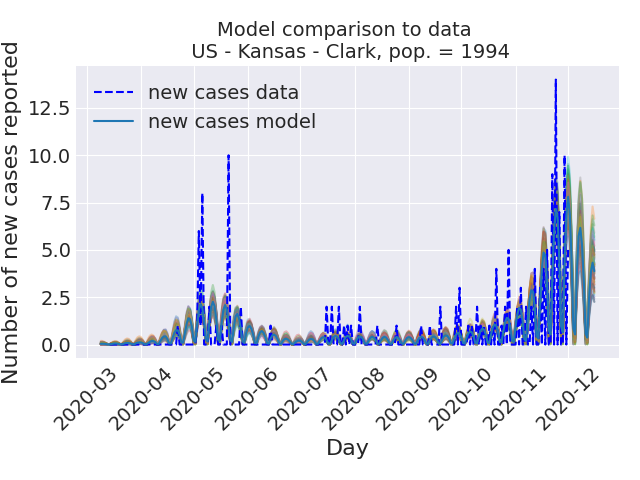 Model comparison to data
US - Kansas - Clark, pop. = 1994
Number of new cases reported
12.5
10.0
7.5
5.0
2.5
0.0
new cases data
new cases model
2020-03
2020-04
2020-05
2020-06
2020-07
2020-08
2020-09
2020-10
2020-11
2020-12
Day